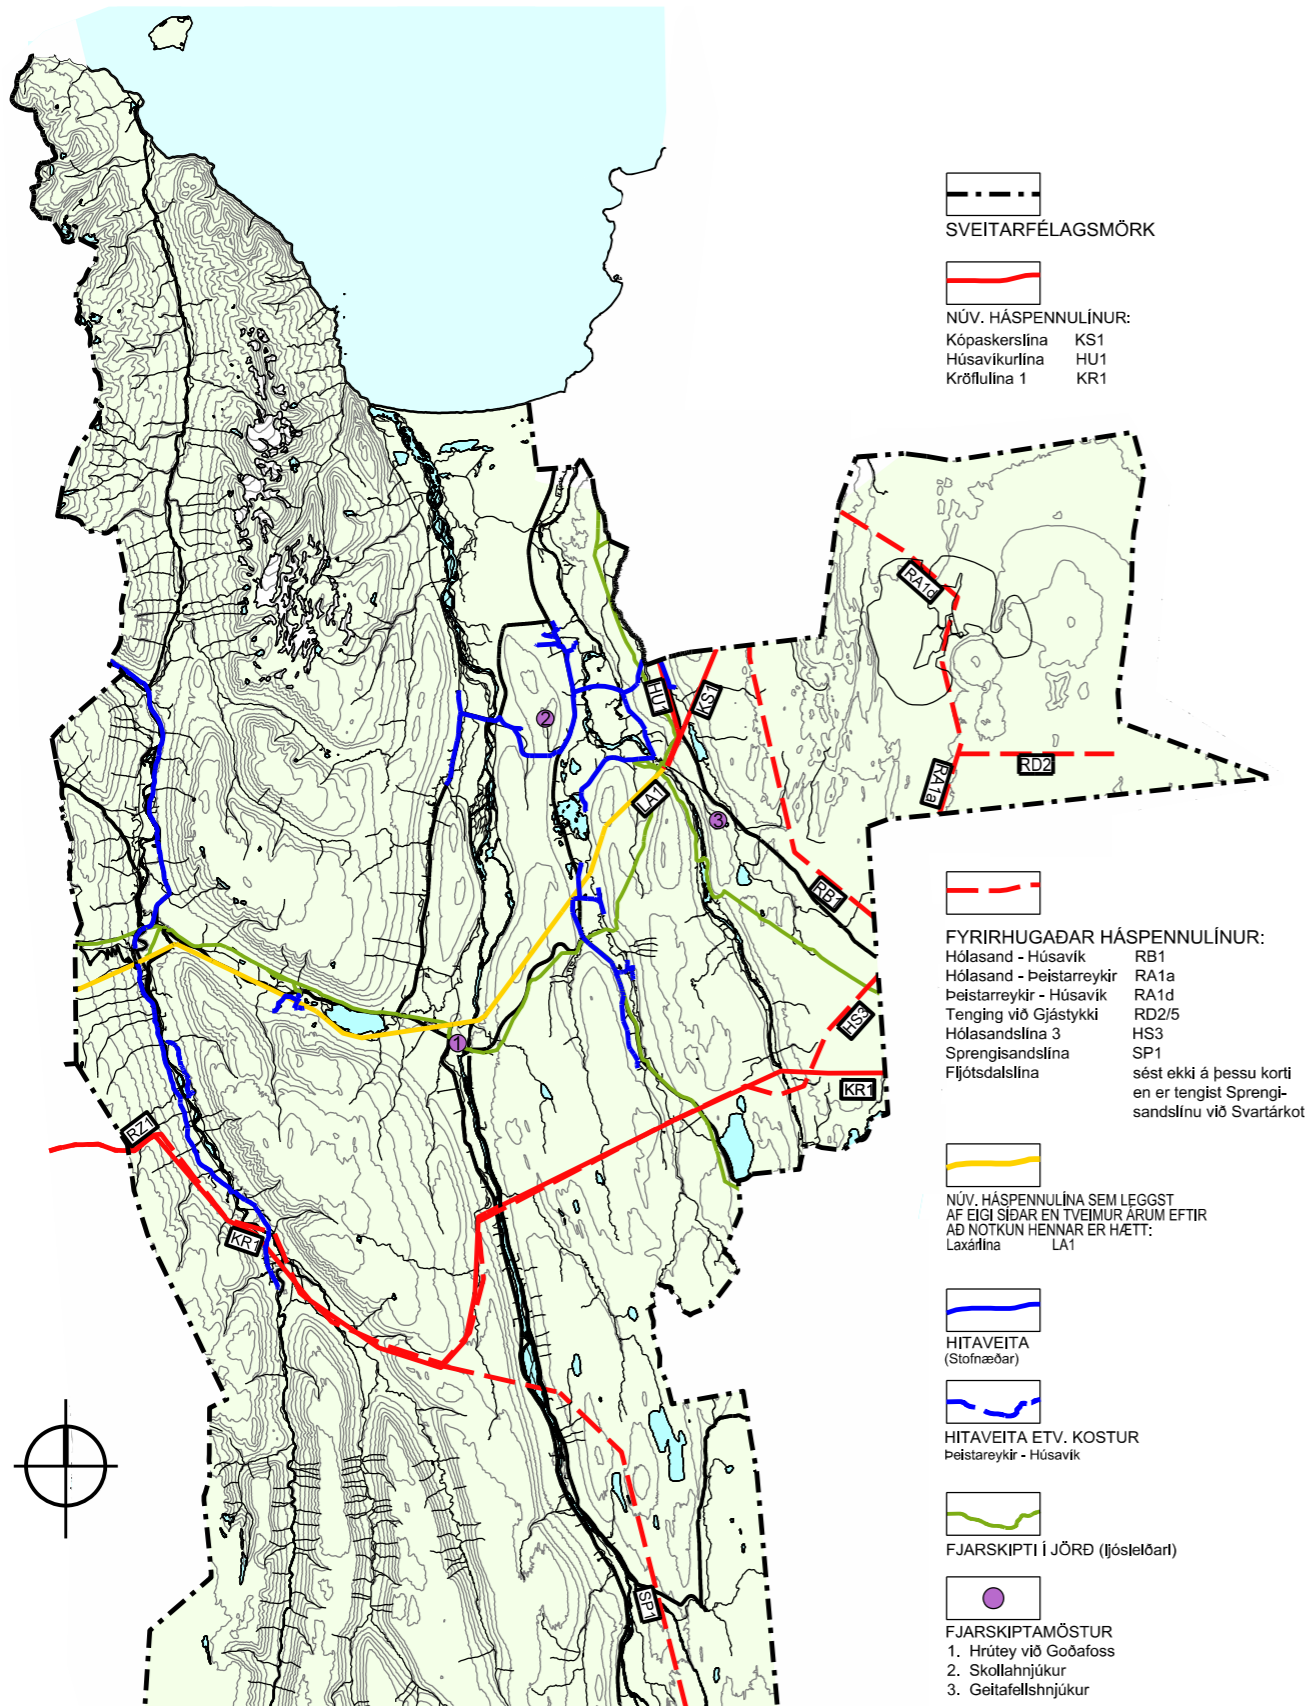 SVEITARFÉLAGSMÖRK
NÚV. HÁSPENNULÍNUR:
Kópaskerslína KS1
Húsavíkurlína HU1
Kröflulína 1 KR1
RA1d
HU1
KS1
2
RD2
RA1a
LA1
3
RB1
FYRIRHUGAÐAR HÁSPENNULÍNUR:
Hólasand - Húsavík RB1
Hólasand - Þeistarreykir RA1a
Þeistarreykir - Húsavík RA1d
Tenging við Gjástykki RD2/5
Hólasandslína 3 HS3
Sprengisandslína SP1
Fljótsdalslína sést ekki á þessu korti
en er tengist Sprengi-
sandslínu við Svartárkot
HS3
1
KR1
RZ1
NÚV. HÁSPENNULÍNA SEM LEGGST
AF EIGI SÍÐAR EN TVEIMUR ÁRUM EFTIR
AÐ NOTKUN HENNAR ER HÆTT:
Laxárlína LA1
KR1
HITAVEITA
(Stofnæðar)
HITAVEITA ETV. KOSTUR
Þeistareykir - Húsavík
FJARSKIPTI Í JÖRÐ (ljósleiðari)
SP1
FJARSKIPTAMÖSTUR
1. Hrútey við Goðafoss
2. Skollahnjúkur
3. Geitafellshnjúkur